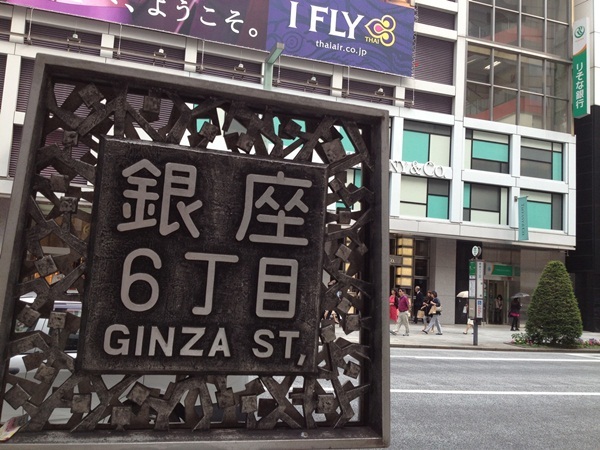 、ようこそ。
I FLY THAI
thaiair.co.jp
りそな銀行
銀座
6丁目
GINZA ST,
& Co.